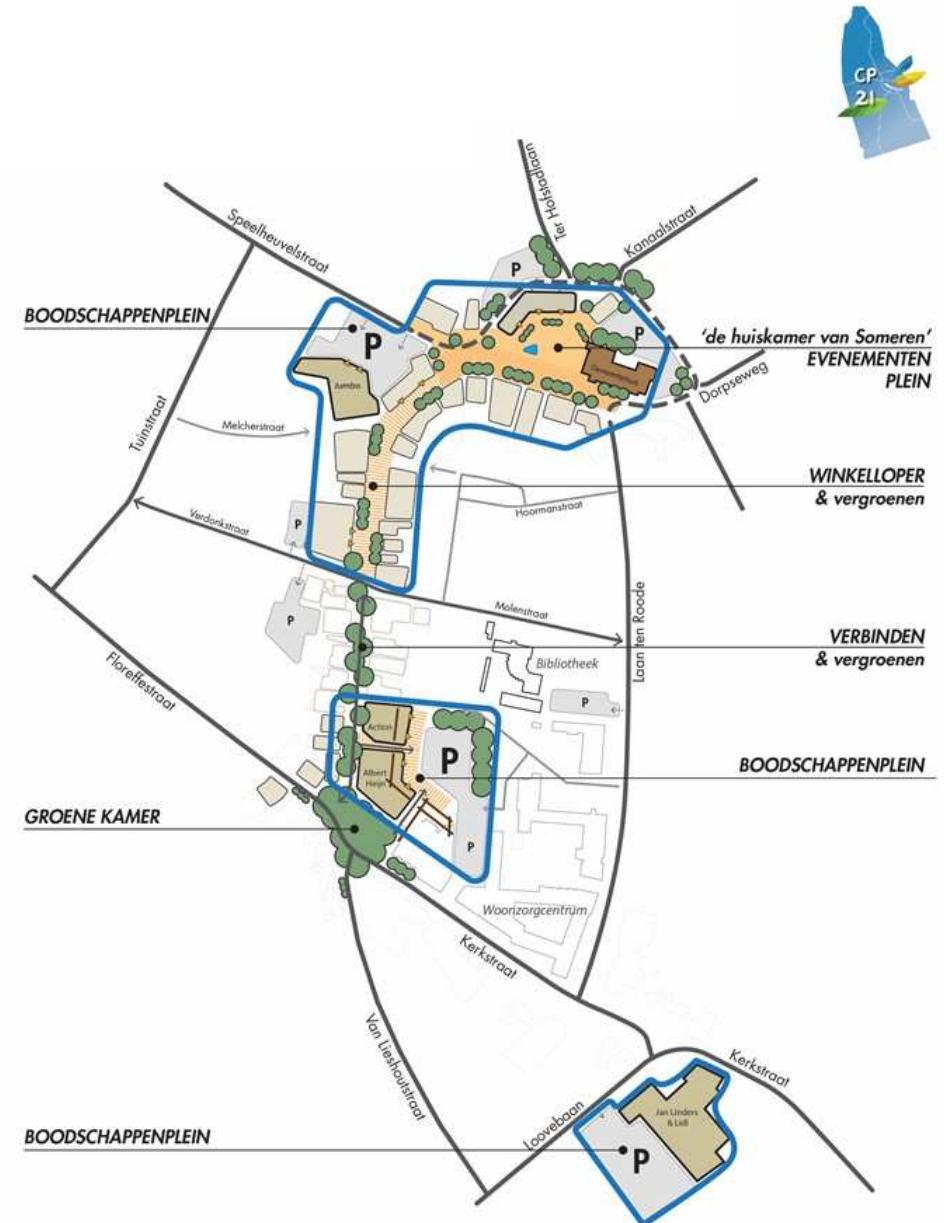 CP
21
Ter Hofstadlaan
Kanaalstraat
Speelheuvelstraat
P
BOODSCHAPPENPLEIN
P
P
'de huiskamer van Someren'
EVENEMENTEN
PLEIN
Gemeentehuis
Jumbo
Dorpseweg
Tuinstraat
Melcherstraat
WINKELLOPER
& vergroenen
Hoormanstraat
Verdonkstraat
P
Molenstraat
P
Laan ten Roode
VERBINDEN
& vergroenen
Bibliotheek
Floreffestraat
P
Action
P
BOODSCHAPPENPLEIN
Albert
Heijn
GROENE KAMER
P
Woonzorgcentrum
Kerkstraat
Van Lieshoutstraat
Kerkstraat
Loovebaan
Jan Linders
& Lidl
BOODSCHAPPENPLEIN
P